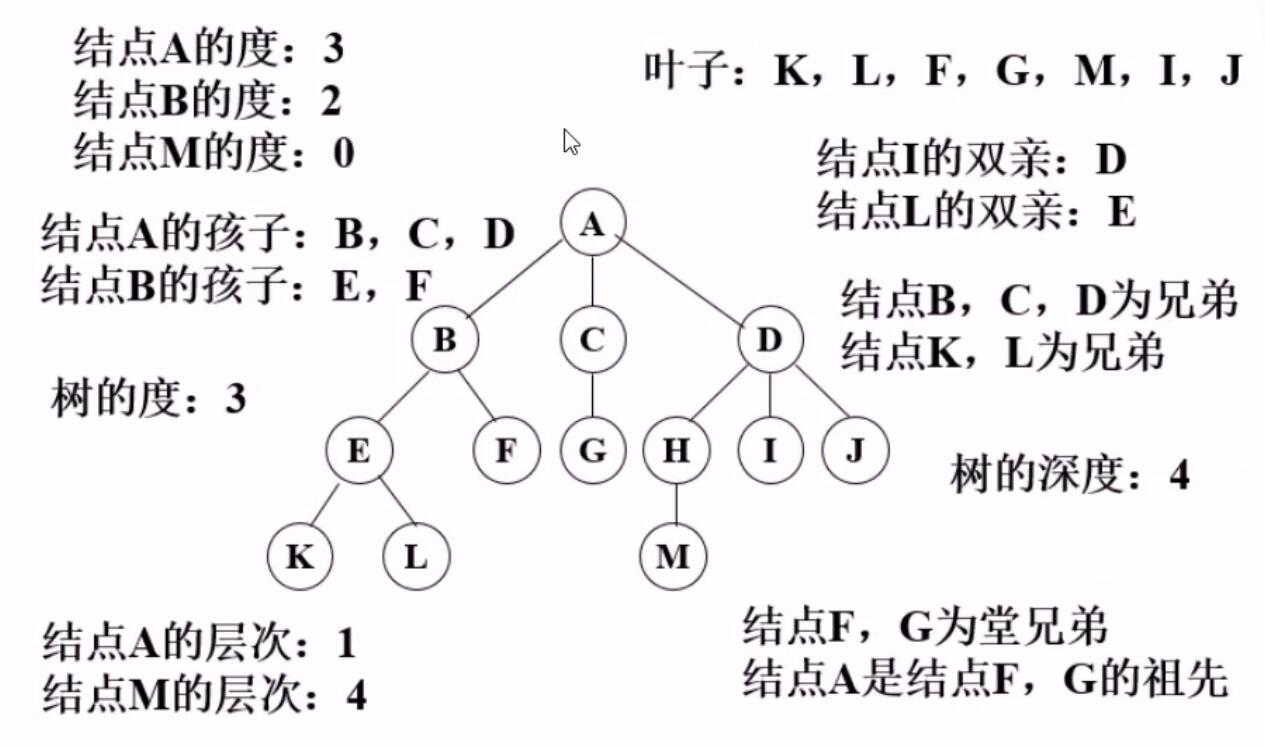 结点A的度：3
结点B的度：2
结点M的度：0
叶子：K，L，F，G，M，I，J
结点I的双亲：D
结点L的双亲：E
结点A的孩子：B，C，D
结点B的孩子：E，F
A
结点B，C，D为兄弟
结点K，L为兄弟
B C D
树的度：3
E F G H I J
树的深度：4
K L M
结点A的层次：1
结点M的层次：4
结点F，G为堂兄弟
结点A是结点F，G的祖先